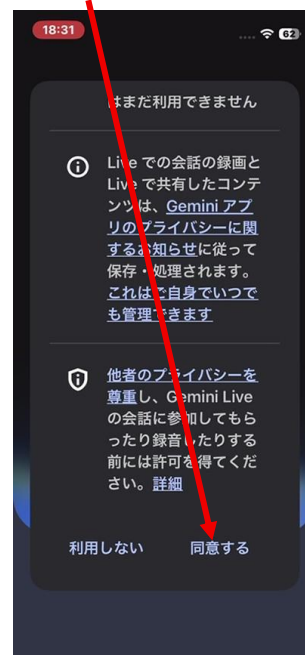 18:31
62
はまだ利用できません
Live での会話の録画と
Live で共有したコンテ
ンツは、Gemini アプ
リのプライバシーに関
するお知らせに従って
保存・処理されます。
これはご自身でいつで
も管理できます
他者のプライバシーを
尊重し、Gemini Live
の会話に参加してもら
ったり録音したりする
前には許可を得てくだ
さい。詳細
利用しない 同意する